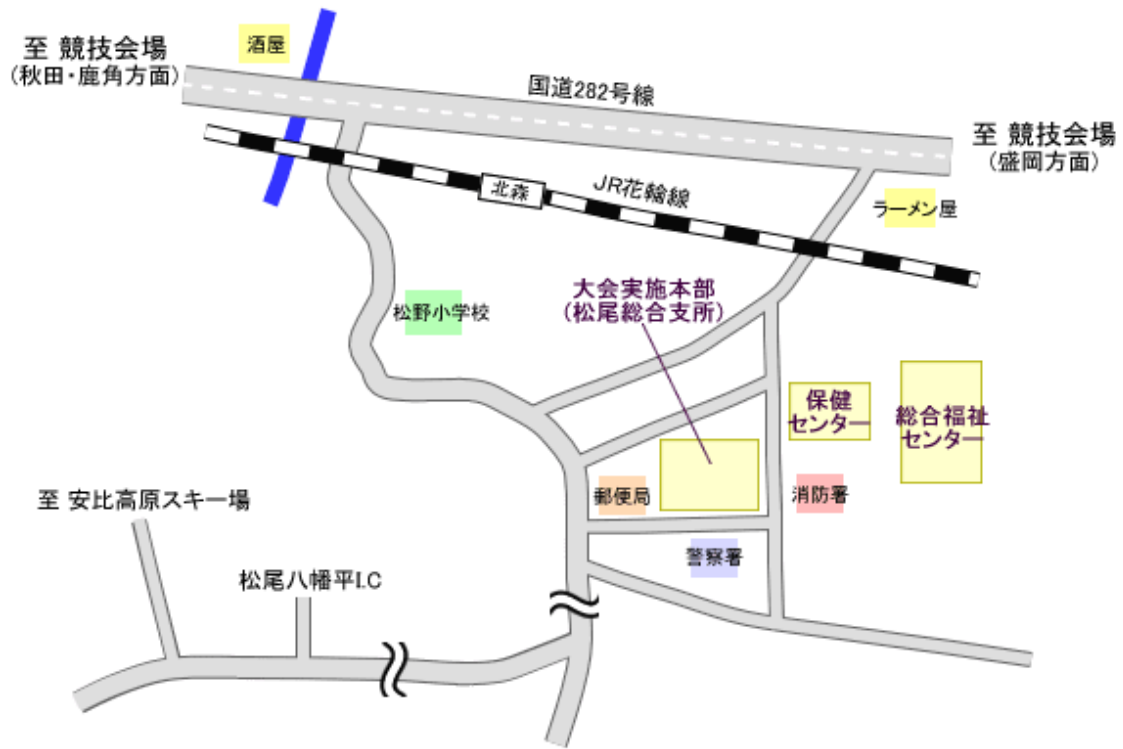 酒屋
至 競技会場
(秋田・鹿角方面)
国道282号線
至 競技会場
(盛岡方面)
北森
JR花輪線
ラーメン屋
大会実施本部
(松尾総合支所)
松野小学校
保健
センター
総合福祉
センター
郵便局
消防署
至 安比高原スキー場
警察署
松尾八幡平I.C